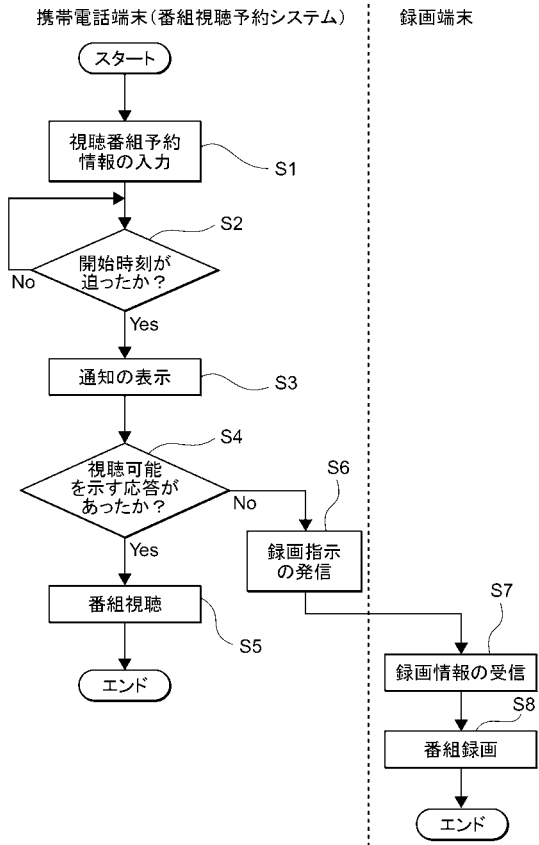 携帯電話端末(番組視聴予約システム)
録画端末
スタート
視聴番組予約
情報の入力
S1
S2
開始時刻が
迫ったか?
No
Yes
通知の表示
S3
S4
視聴可能
を示す応答が
あったか?
No
Yes
S6
録画指示
の発信
番組視聴
S5
エンド
S7
録画情報の受信
S8
番組録画
エンド